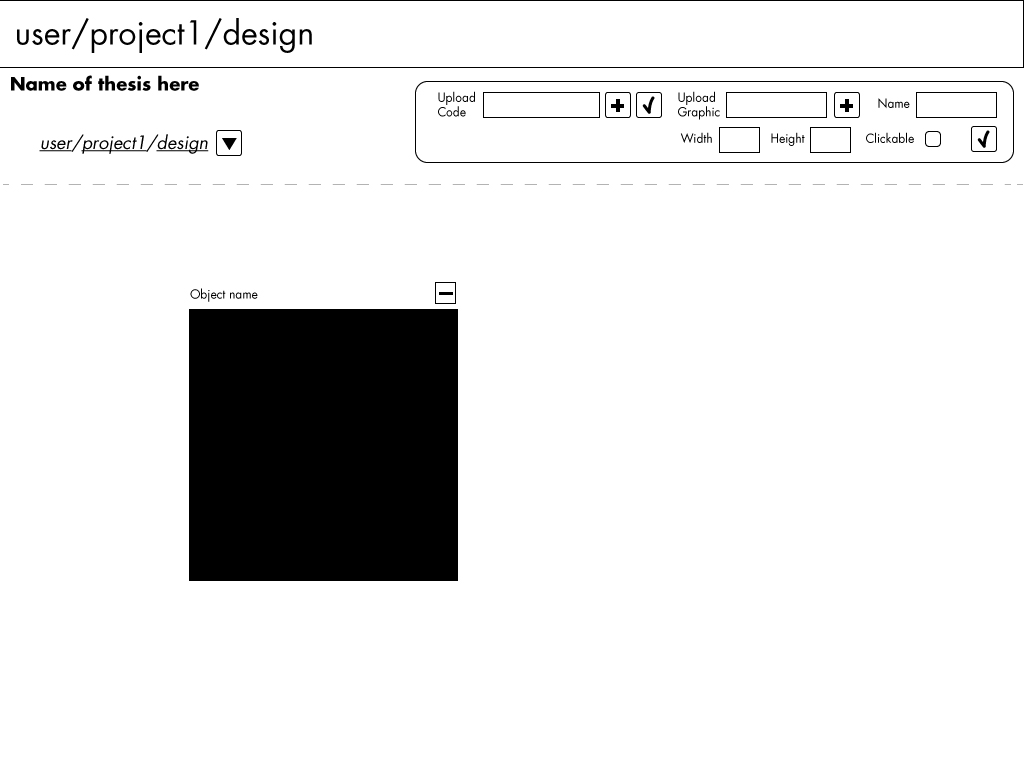 user/project1/design
Name of thesis here
user/project1/design
Upload
Code
Upload
Graphic
Name
Width
Height
Clickable
Object name